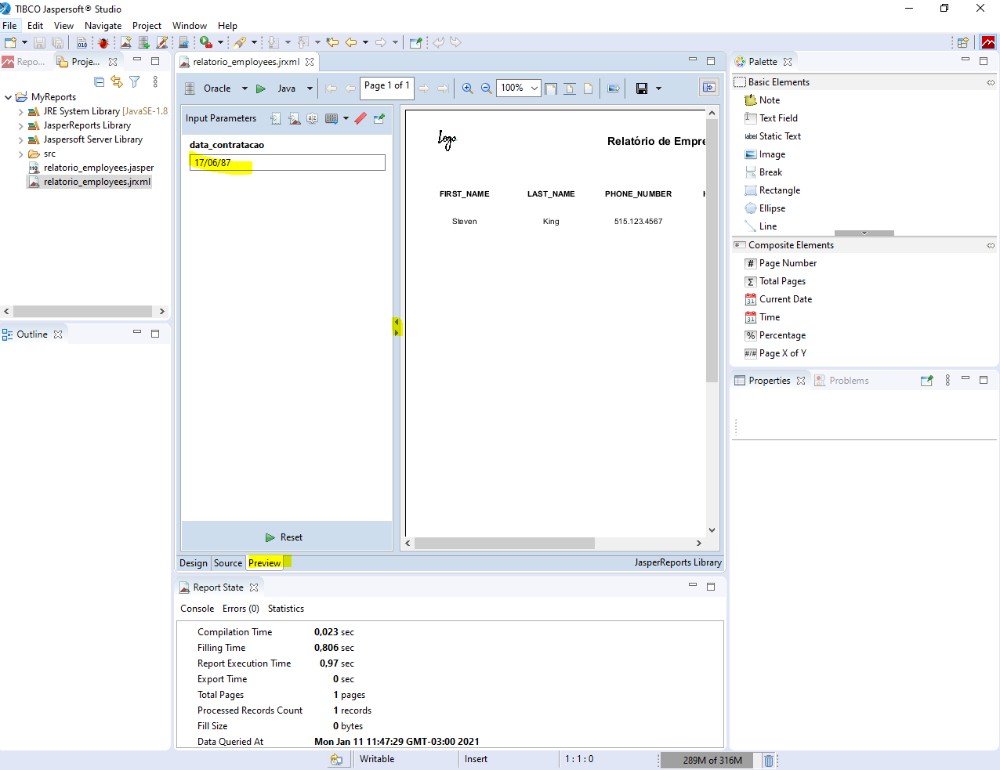 TIBCO Jaspersoft® Studio
File Edit View Navigate Project Window Help
Repo...
Proje...
MyReports
JRE System Library [JavaSE-1.8
JasperReports Library
Jaspersoft Server Library
src
relatorio_employees.jasper
relatorio_employees.jrxml
Outline
relatorio_employees.jrxml
Oracle
Java
Page 1 of 1
100%
Input Parameters
data_contratacao
17/06/87
Reset
Logo
Relatório de Empre
FIRST_NAME LAST_NAME PHONE_NUMBER
Steven King 515.123.4567
Design Source Preview
JasperReports Library
Report State
Console Errors (0) Statistics
Compilation Time 0,023 sec
Filling Time 0,806 sec
Report Execution Time 0,97 sec
Export Time 0 sec
Total Pages 1 pages
Processed Records Count 1 records
Fill Size 0 bytes
Data Queried At Mon Jan 11 11:47:29 GMT-03:00 2021
Palette
Basic Elements
Note
Text Field
label Static Text
Image
Break
Rectangle
Ellipse
Line
Composite Elements
# Page Number
Σ Total Pages
31 Current Date
31 Time
% Percentage
#/# Page X of Y
Properties
Problems
Writable
Insert
1 : 1 : 0
289M of 316M